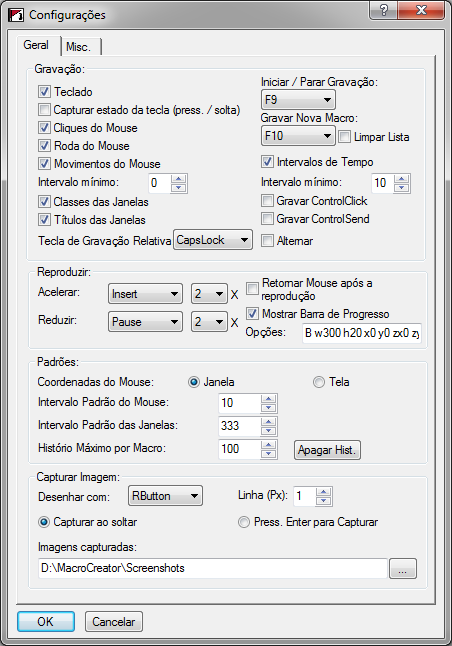 Configurações
Geral Misc.
Gravação:
Teclado
Capturar estado da tecla (press. / solta)
Cliques do Mouse
Roda do Mouse
Movimentos do Mouse
Intervalo mínimo: 0
Classes das Janelas
Títulos das Janelas
Tecla de Gravação Relativa CapsLock
Iniciar / Parar Gravação:
F9
Gravar Nova Macro:
F10 Limpar Lista
Intervalos de Tempo
Intervalo mínimo: 10
Gravar ControlClick
Gravar ControlSend
Alternar
Reproduzir:
Acelerar: Insert 2 X
Reduzir: Pause 2 X
Retornar Mouse após a
reprodução
Mostrar Barra de Progresso
Opções: B w300 h20 x0 y0 zx0 zy
Padrões:
Coordenadas do Mouse: Janela Tela
Intervalo Padrão do Mouse: 10
Intervalo Padrão das Janelas: 333
Histório Máximo por Macro: 100 Apagar Hist.
Capturar Imagem:
Desenhar com: RButton Linha (Px): 1
Capturar ao soltar Press. Enter para Capturar
Imagens capturadas:
D:\MacroCreator\Screenshots ...
OK Cancelar